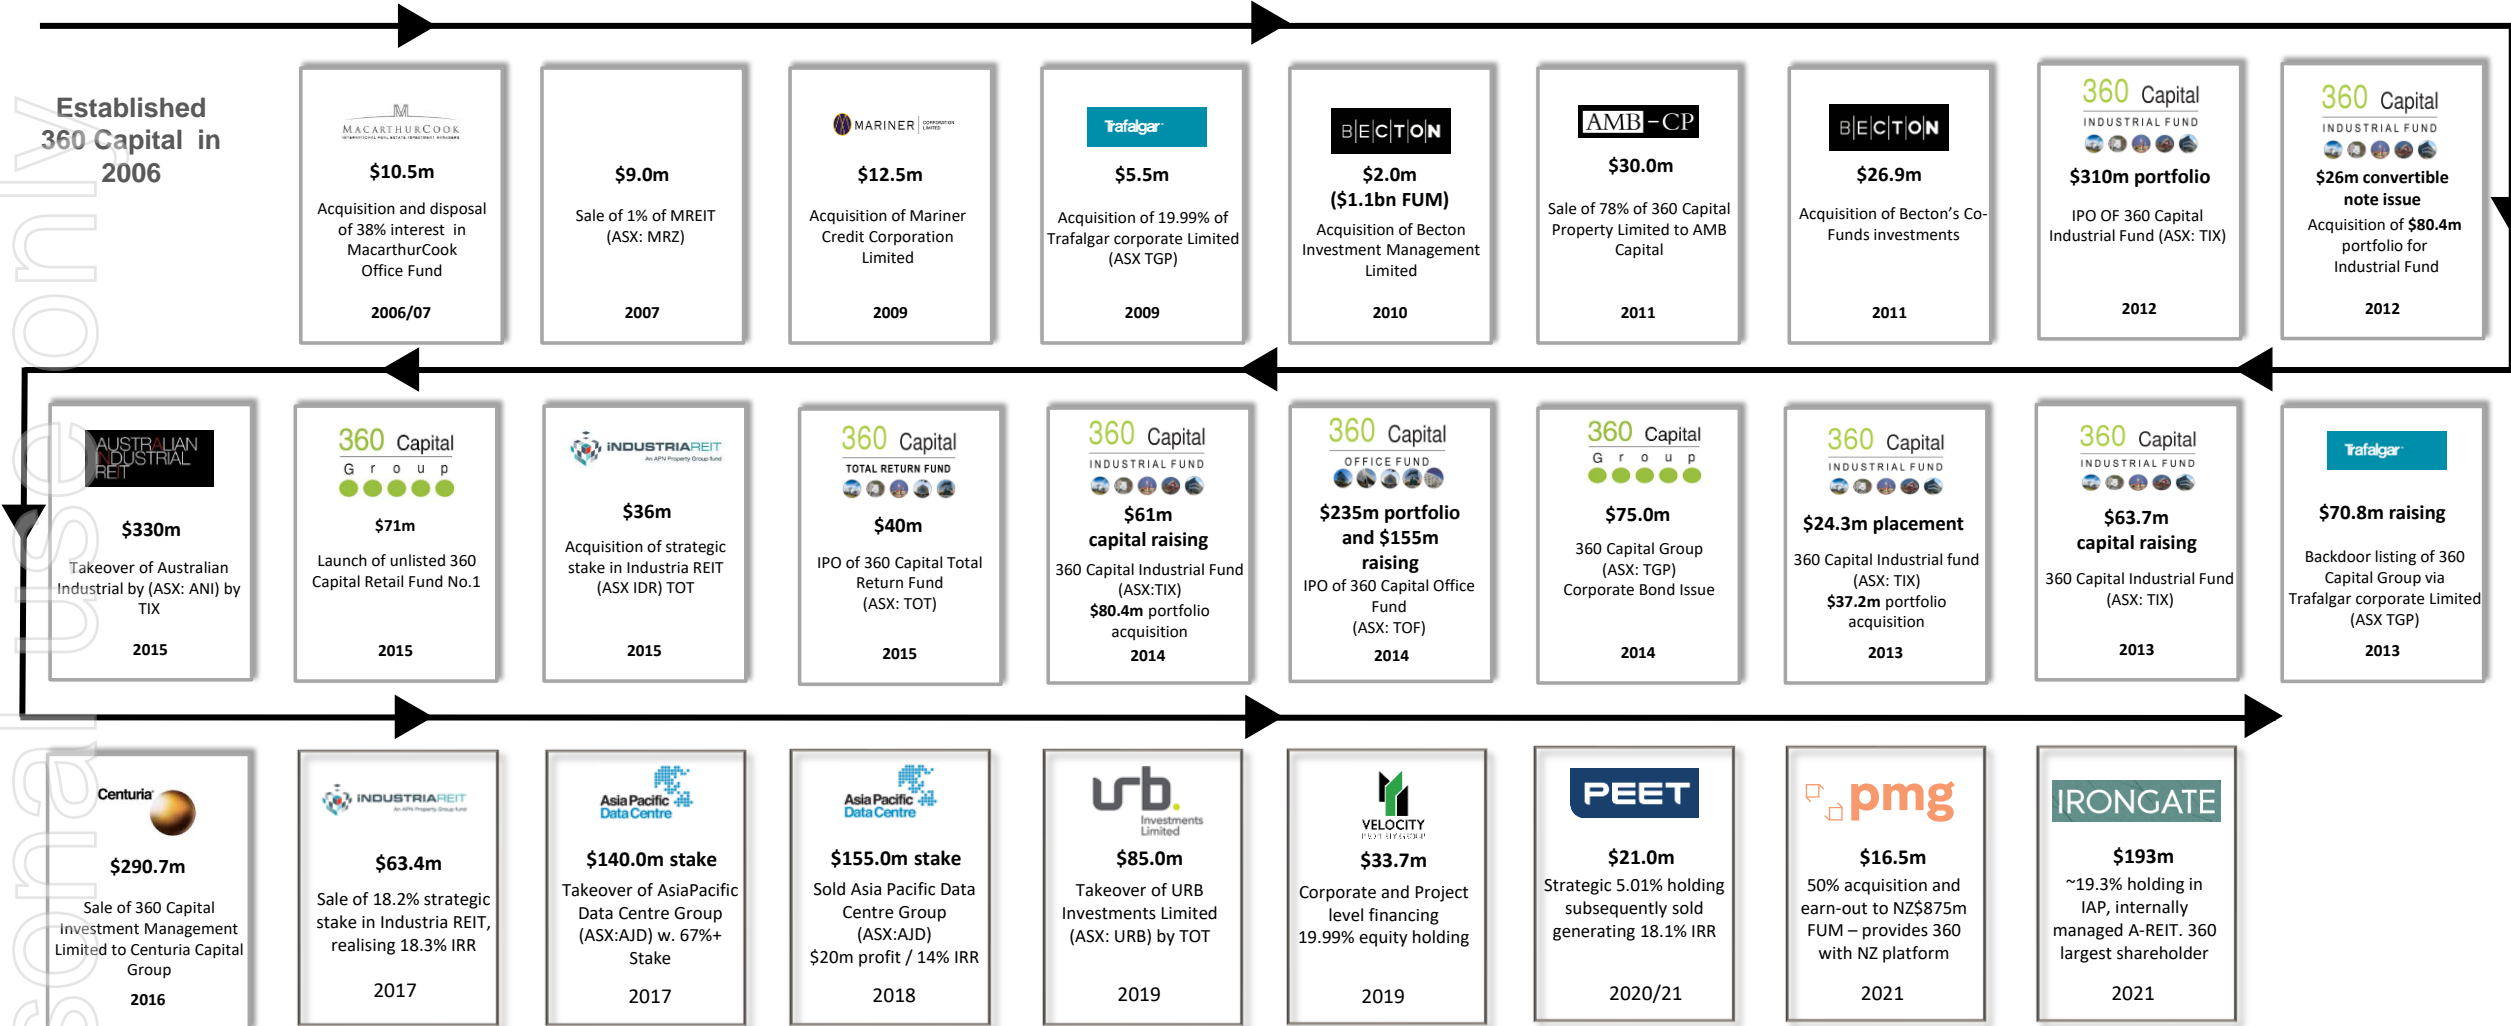 Established
360 Capital in
2006
M
MACARTHURCOOK
INTERNATIONAL REAL ESTATE INVESTMENT MANAGERS
$10.5m
Acquisition and disposal
of 38% interest in
MacarthurCook
Office Fund
2006/07
$9.0m
Sale of 1% of MREIT
(ASX: MRZ)
2007
MARINER CORPORATION
LIMITED
$12.5m
Acquisition of Mariner
Credit Corporation
Limited
2009
Trafalgar
$5.5m
Acquisition of 19.99% of
Trafalgar corporate Limited
(ASX TGP)
2009
BECTON
$2.0m
($1.1bn FUM)
Acquisition of Becton
Investment Management
Limited
2010
AMB-CP
$30.0m
Sale of 78% of 360 Capital
Property Limited to AMB
Capital
2011
BECTON
$26.9m
Acquisition of Becton’s Co-
Funds investments
2011
360 Capital
INDUSTRIAL FUND
$310m portfolio
IPO OF 360 Capital
Industrial Fund (ASX: TIX)
2012
360 Capital
INDUSTRIAL FUND
$26m convertible
note issue
Acquisition of $80.4m
portfolio for
Industrial Fund
2012
AUSTRALIAN
INDUSTRIAL
REIT
$330m
Takeover of Australian
Industrial by (ASX: ANI) by
TIX
2015
360 Capital
Group
$71m
Launch of unlisted 360
Capital Retail Fund No.1
2015
INDUSTRIAREIT
An APN Property Group fund
$36m
Acquisition of strategic
stake in Industria REIT
(ASX IDR) TOT
2015
360 Capital
TOTAL RETURN FUND
$40m
IPO of 360 Capital Total
Return Fund
(ASX: TOT)
2015
360 Capital
INDUSTRIAL FUND
$61m
capital raising
360 Capital Industrial Fund
(ASX:TIX)
$80.4m portfolio
acquisition
2014
360 Capital
OFFICE FUND
$235m portfolio
and $155m
raising
IPO of 360 Capital Office
Fund
(ASX: TOF)
2014
360 Capital
Group
$75.0m
360 Capital Group
(ASX: TGP)
Corporate Bond Issue
2014
360 Capital
INDUSTRIAL FUND
$24.3m placement
360 Capital Industrial fund
(ASX: TIX)
$37.2m portfolio
acquisition
2013
360 Capital
INDUSTRIAL FUND
$63.7m
capital raising
360 Capital Industrial Fund
(ASX: TIX)
2013
Trafalgar
$70.8m raising
Backdoor listing of 360
Capital Group via
Trafalgar corporate Limited
(ASX TGP)
2013
Centuria
$290.7m
Sale of 360 Capital
Investment Management
Limited to Centuria Capital
Group
2016
INDUSTRIAREIT
An APN Property Group fund
$63.4m
Sale of 18.2% strategic
stake in Industria REIT,
realising 18.3% IRR
2017
Asia Pacific
Data Centre
$140.0m stake
Takeover of AsiaPacific
Data Centre Group
(ASX:AJD) w. 67%+
Stake
2017
Asia Pacific
Data Centre
$155.0m stake
Sold Asia Pacific Data
Centre Group
(ASX:AJD)
$20m profit / 14% IRR
2018
urb.
Investments
Limited
$85.0m
Takeover of URB
Investments Limited
(ASX: URB) by TOT
2019
VELOCITY
PROPERTY GROUP
$33.7m
Corporate and Project
level financing
19.99% equity holding
2019
PEET
$21.0m
Strategic 5.01% holding
subsequently sold
generating 18.1% IRR
2020/21
pmg
$16.5m
50% acquisition and
earn-out to NZ$875m
FUM – provides 360
with NZ platform
2021
IRONGATE
$193m
~19.3% holding in
IAP, internally
managed A-REIT. 360
largest shareholder
2021
sonal use only